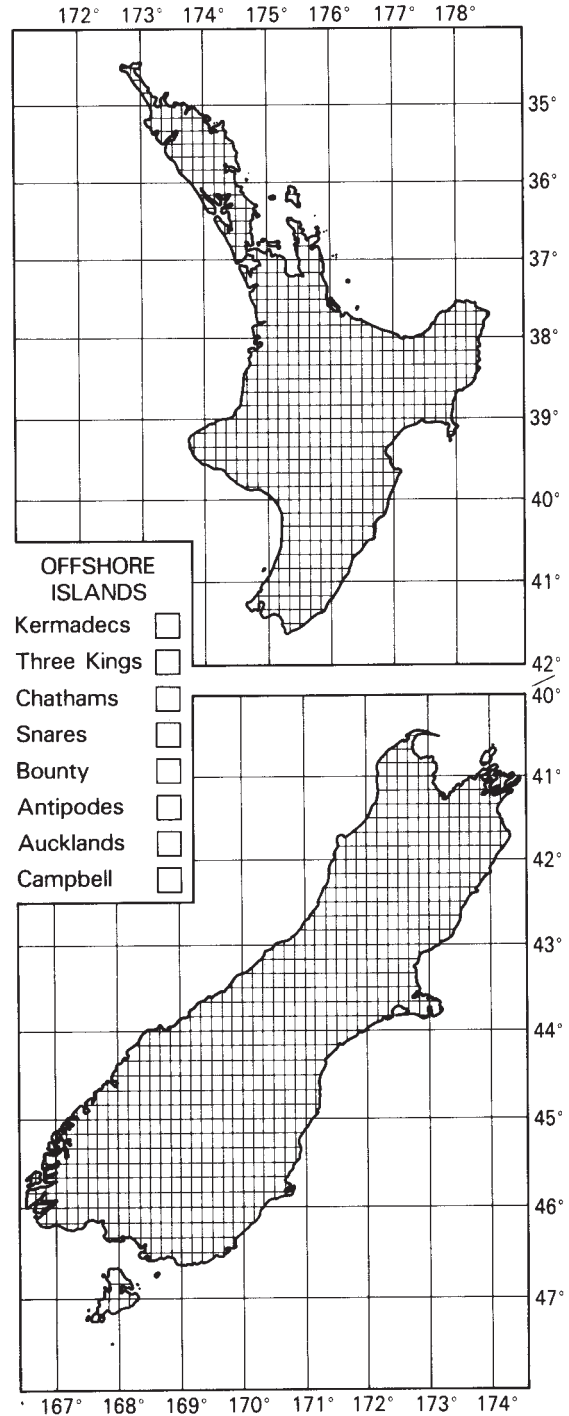 172° 173° 174° 175° 176° 177° 178°
35°
36°
37°
38°
39°
40°
41°
42°
OFFSHORE
ISLANDS
Kermadecs
Three Kings
Chathams
Snares
Bounty
Antipodes
Aucklands
Campbell
40°
41°
42°
43°
44°
45°
46°
47°
167° 168° 169° 170° 171° 172° 173° 174°